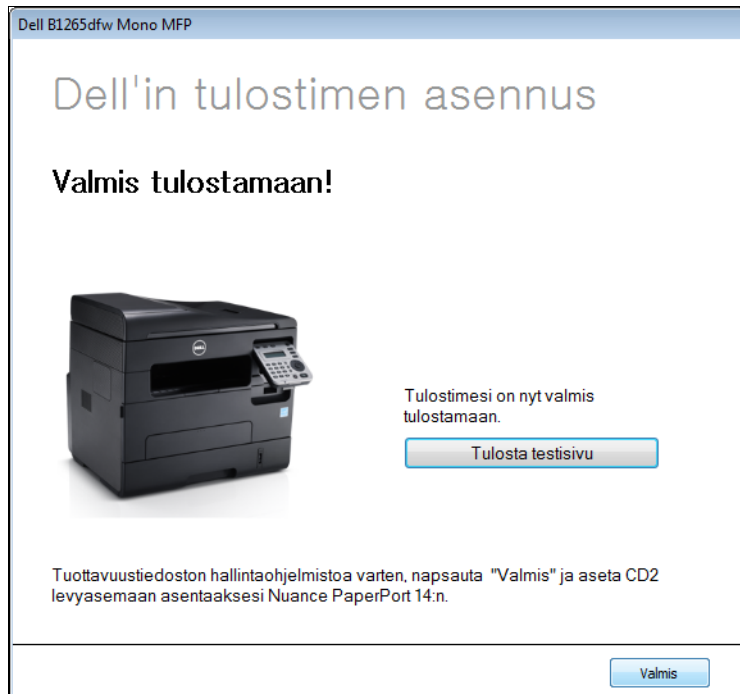 Dell B1265dfw Mono MFP
Dell'in tulostimen asennus
Valmis tulostamaan!
DELL
Tulostimesi on nyt valmis
tulostamaan.
Tulosta testisivu
Tuottavuustiedoston hallintaohjelmistoa varten, napsauta "Valmis" ja aseta CD2
levyasemaan asentaaksesi Nuance PaperPort 14:n.
Valmis